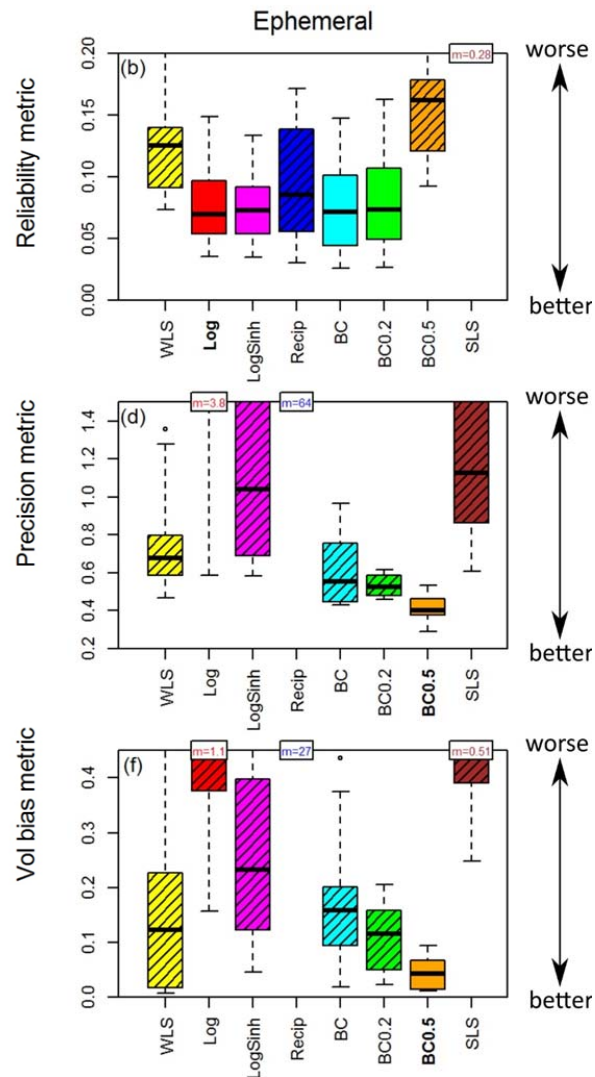 Ephemeral
(b)
m=0.28
worse
Reliability metric
0.20
0.15
0.10
0.05
0.00
better
WLS
Log
LogSinh
Recip
BC
BC0.2
BC0.5
SLS
(d)
m=3.8
m=64
worse
Precision metric
1.4
1.2
1.0
0.8
0.6
0.4
0.2
better
WLS
Log
LogSinh
Recip
BC
BC0.2
BC0.5
SLS
(f)
m=1.1
m=27
m=0.51
worse
Vol bias metric
0.4
0.3
0.2
0.1
0.0
better
WLS
Log
LogSinh
Recip
BC
BC0.2
BC0.5
SLS